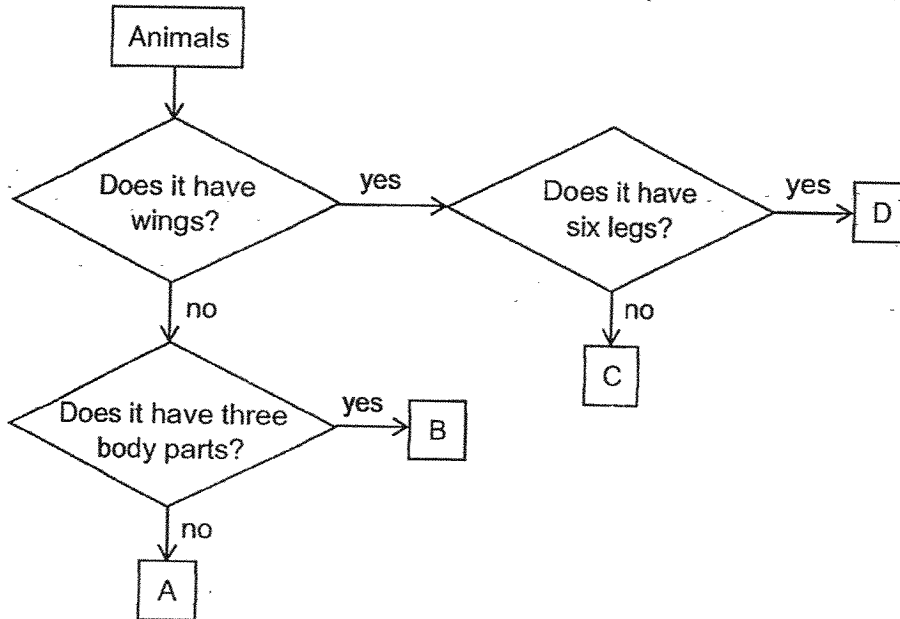 Animals
Does it have
wings?
yes
Does it have
six legs?
yes
D
no
no
C
Does it have three
body parts?
yes
B
no
A